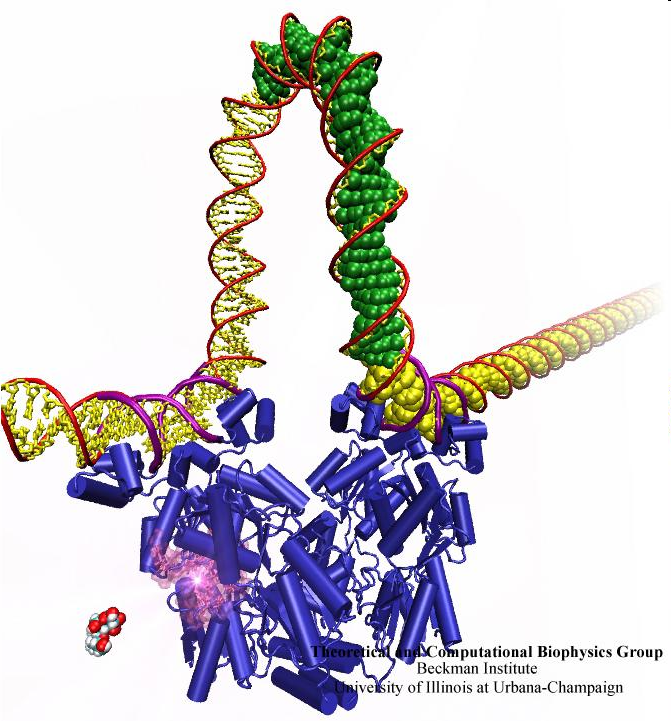 Theoretical and Computational Biophysics Group
Beckman Institute
University of Illinois at Urbana-Champaign